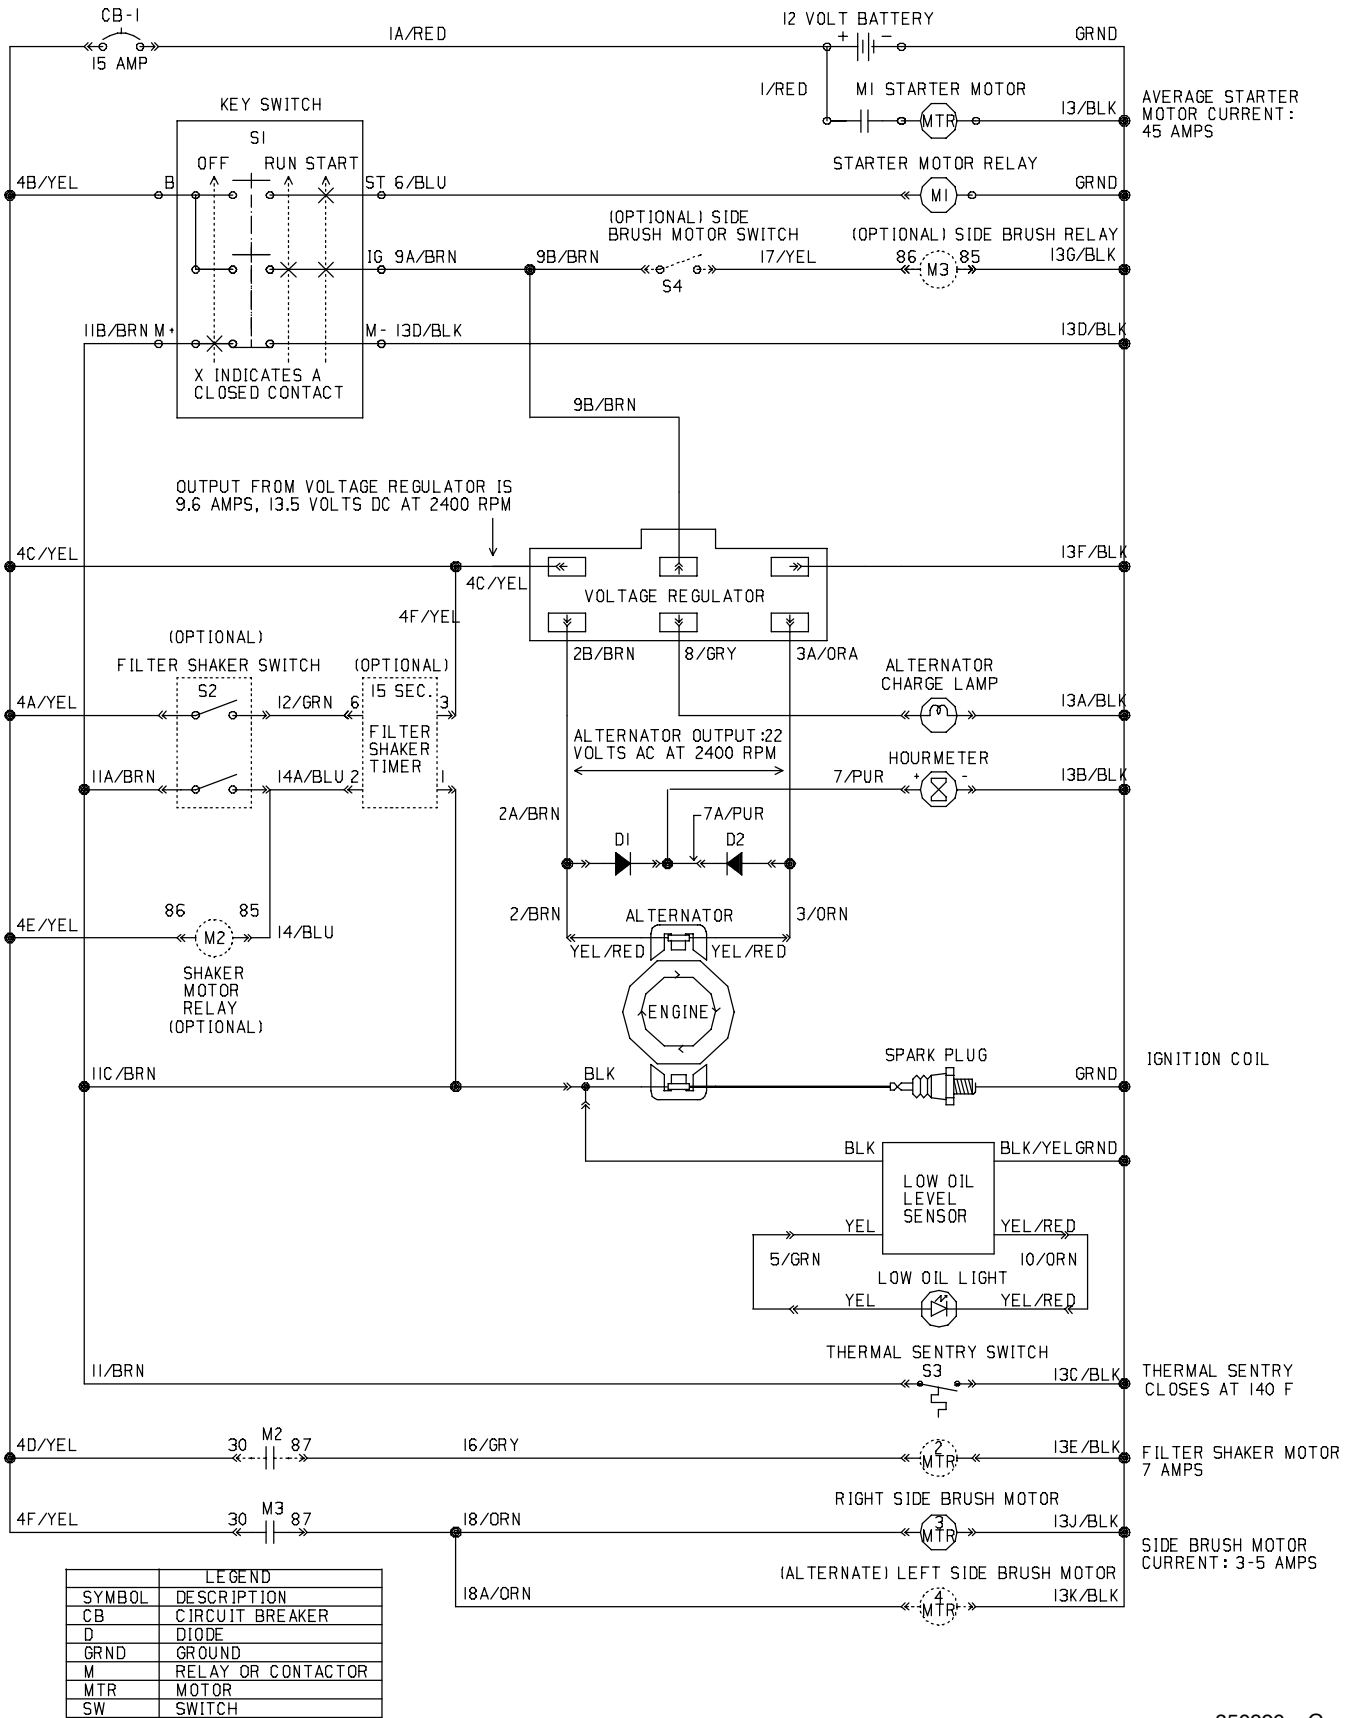 CB-1
15 AMP
1A/RED
12 VOLT BATTERY
+ -
GRND
1/RED
M1 STARTER MOTOR
MTR
13/BLK
AVERAGE STARTER
MOTOR CURRENT:
45 AMPS
KEY SWITCH
S1
OFF RUN START
4B/YEL
B
ST 6/BLU
STARTER MOTOR RELAY
M1
GRND
(OPTIONAL) SIDE
BRUSH MOTOR SWITCH
(OPTIONAL) SIDE BRUSH RELAY
IG 9A/BRN
9B/BRN
S4
17/YEL
86 M3 85
13G/BLK
11B/BRN M+
M- 13D/BLK
13D/BLK
X INDICATES A
CLOSED CONTACT
9B/BRN
OUTPUT FROM VOLTAGE REGULATOR IS
9.6 AMPS, 13.5 VOLTS DC AT 2400 RPM
4C/YEL
4C/YEL
13F/BLK
VOLTAGE REGULATOR
4F/YEL
2B/BRN
8/GRY
3A/ORA
(OPTIONAL)
FILTER SHAKER SWITCH
S2
(OPTIONAL)
15 SEC.
FILTER
SHAKER
TIMER
4A/YEL
12/GRN
6 3
ALTERNATOR
CHARGE LAMP
13A/BLK
ALTERNATOR OUTPUT:22
VOLTS AC AT 2400 RPM
HOURMETER
11A/BRN
14A/BLU 2 1
7/PUR
+ -
13B/BLK
2A/BRN
7A/PUR
D1
D2
86 85
4E/YEL
M2
14/BLU
SHAKER
MOTOR
RELAY
(OPTIONAL)
2/BRN
ALTERNATOR
3/ORN
YEL/RED
YEL/RED
ENGINE
11C/BRN
BLK
SPARK PLUG
GRND
IGNITION COIL
BLK
BLK/YEL GRND
LOW OIL
LEVEL
SENSOR
YEL
YEL/RED
5/GRN
10/ORN
LOW OIL LIGHT
YEL
YEL/RED
THERMAL SENTRY SWITCH
S3
11/BRN
13C/BLK
THERMAL SENTRY
CLOSES AT 140 F
4D/YEL
30 M2 87
16/GRY
2
MTR
13E/BLK
FILTER SHAKER MOTOR
7 AMPS
RIGHT SIDE BRUSH MOTOR
4F/YEL
30 M3 87
18/ORN
3
MTR
13J/BLK
SIDE BRUSH MOTOR
CURRENT: 3-5 AMPS
(ALTERNATE) LEFT SIDE BRUSH MOTOR
18A/ORN
4
MTR
13K/BLK
LEGEND
SYMBOL DESCRIPTION
CB CIRCUIT BREAKER
D DIODE
GRND GROUND
M RELAY OR CONTACTOR
MTR MOTOR
SW SWITCH